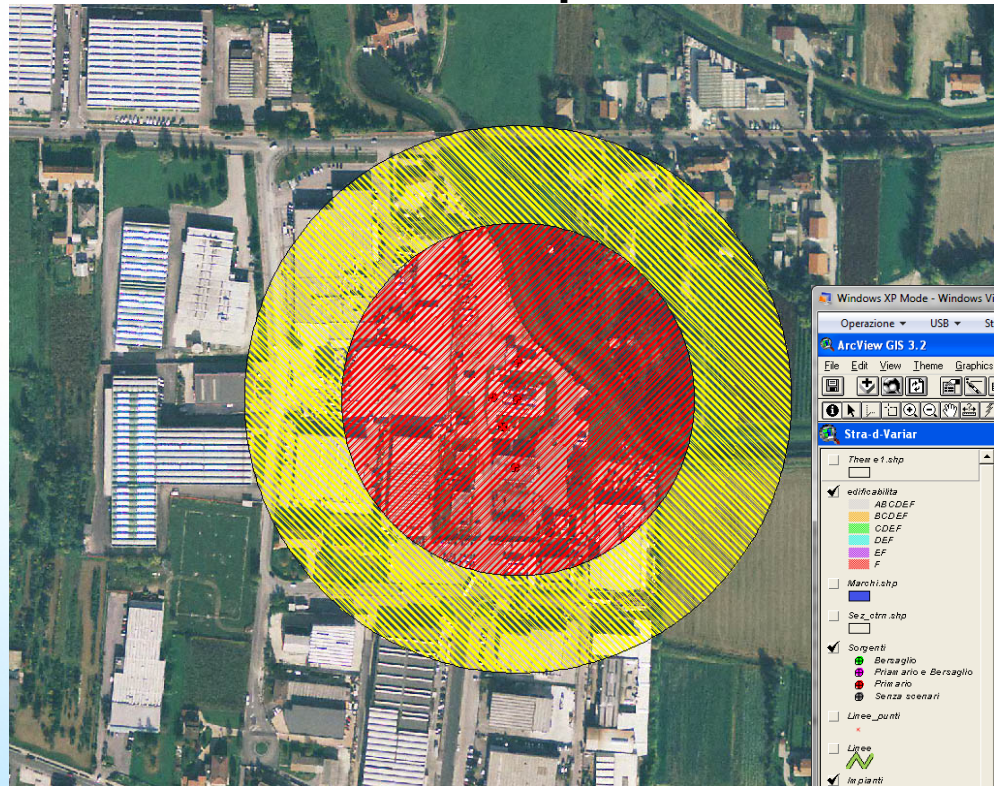 Windows XP Mode - Windows Vi
Operazione USB St
ArcView GIS 3.2
File Edit View Theme Graphics
Stra-d-Variar
Theme1.shp
edificabilita
ABCDEF
BCDEF
CDEF
DEF
EF
F
Marchi.shp
Sez_ctrn.shp
Sorgenti
Bersaglio
Priamario e Bersaglio
Primario
Senza scenari
Linee_punti
Linee
Impianti